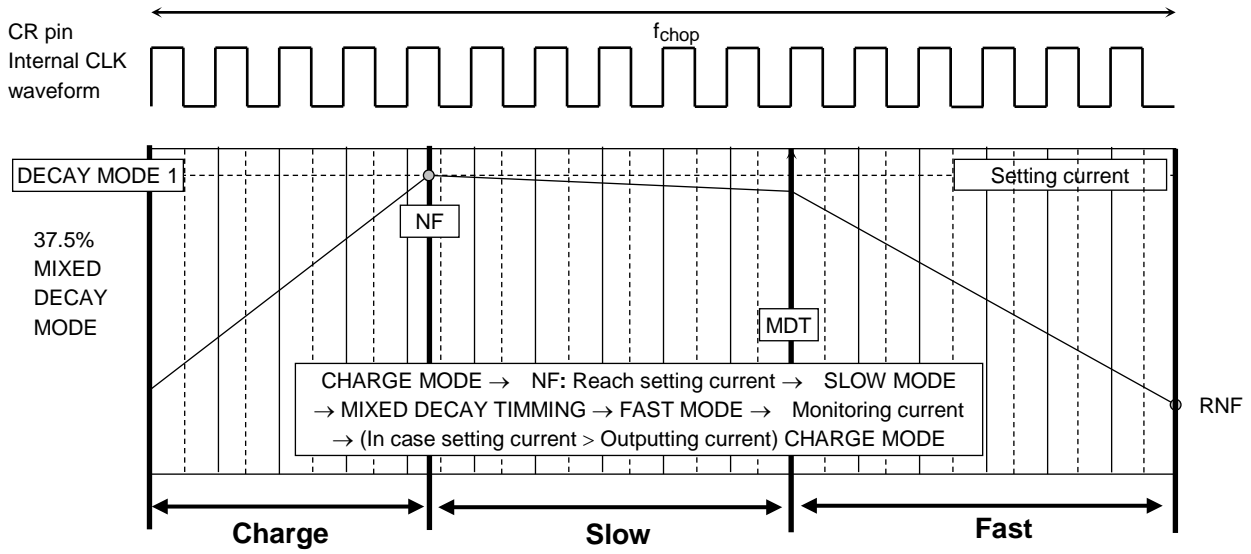 CR pin
Internal CLK
waveform
fchop
DECAY MODE 1
Setting current
NF
37.5%
MIXED
DECAY
MODE
MDT
CHARGE MODE → NF: Reach setting current → SLOW MODE
→ MIXED DECAY TIMMING → FAST MODE → Monitoring current
→ (In case setting current > Outputting current) CHARGE MODE
RNF
Charge
Slow
Fast